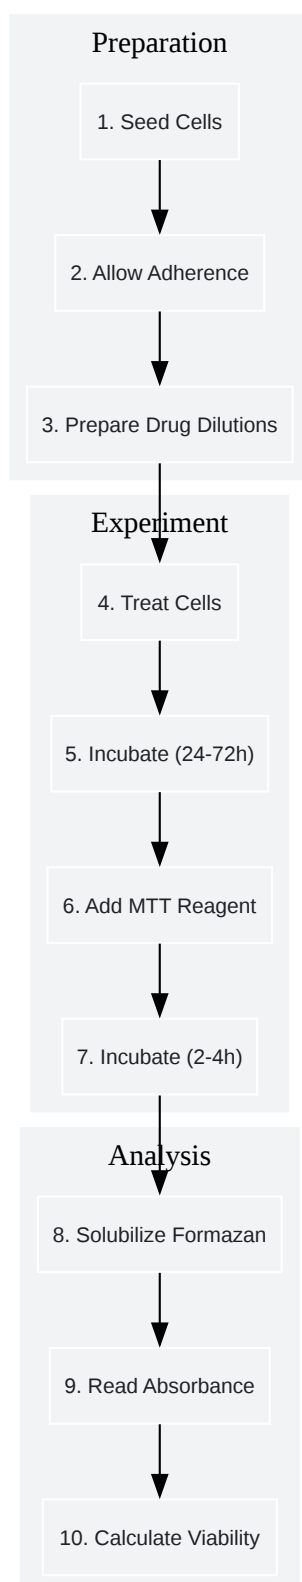 Preparation
1. Seed Cells
2. Allow Adherence
3. Prepare Drug Dilutions
Experiment
4. Treat Cells
5. Incubate (24-72h)
6. Add MTT Reagent
7. Incubate (2-4h)
Analysis
8. Solubilize Formazan
9. Read Absorbance
10. Calculate Viability